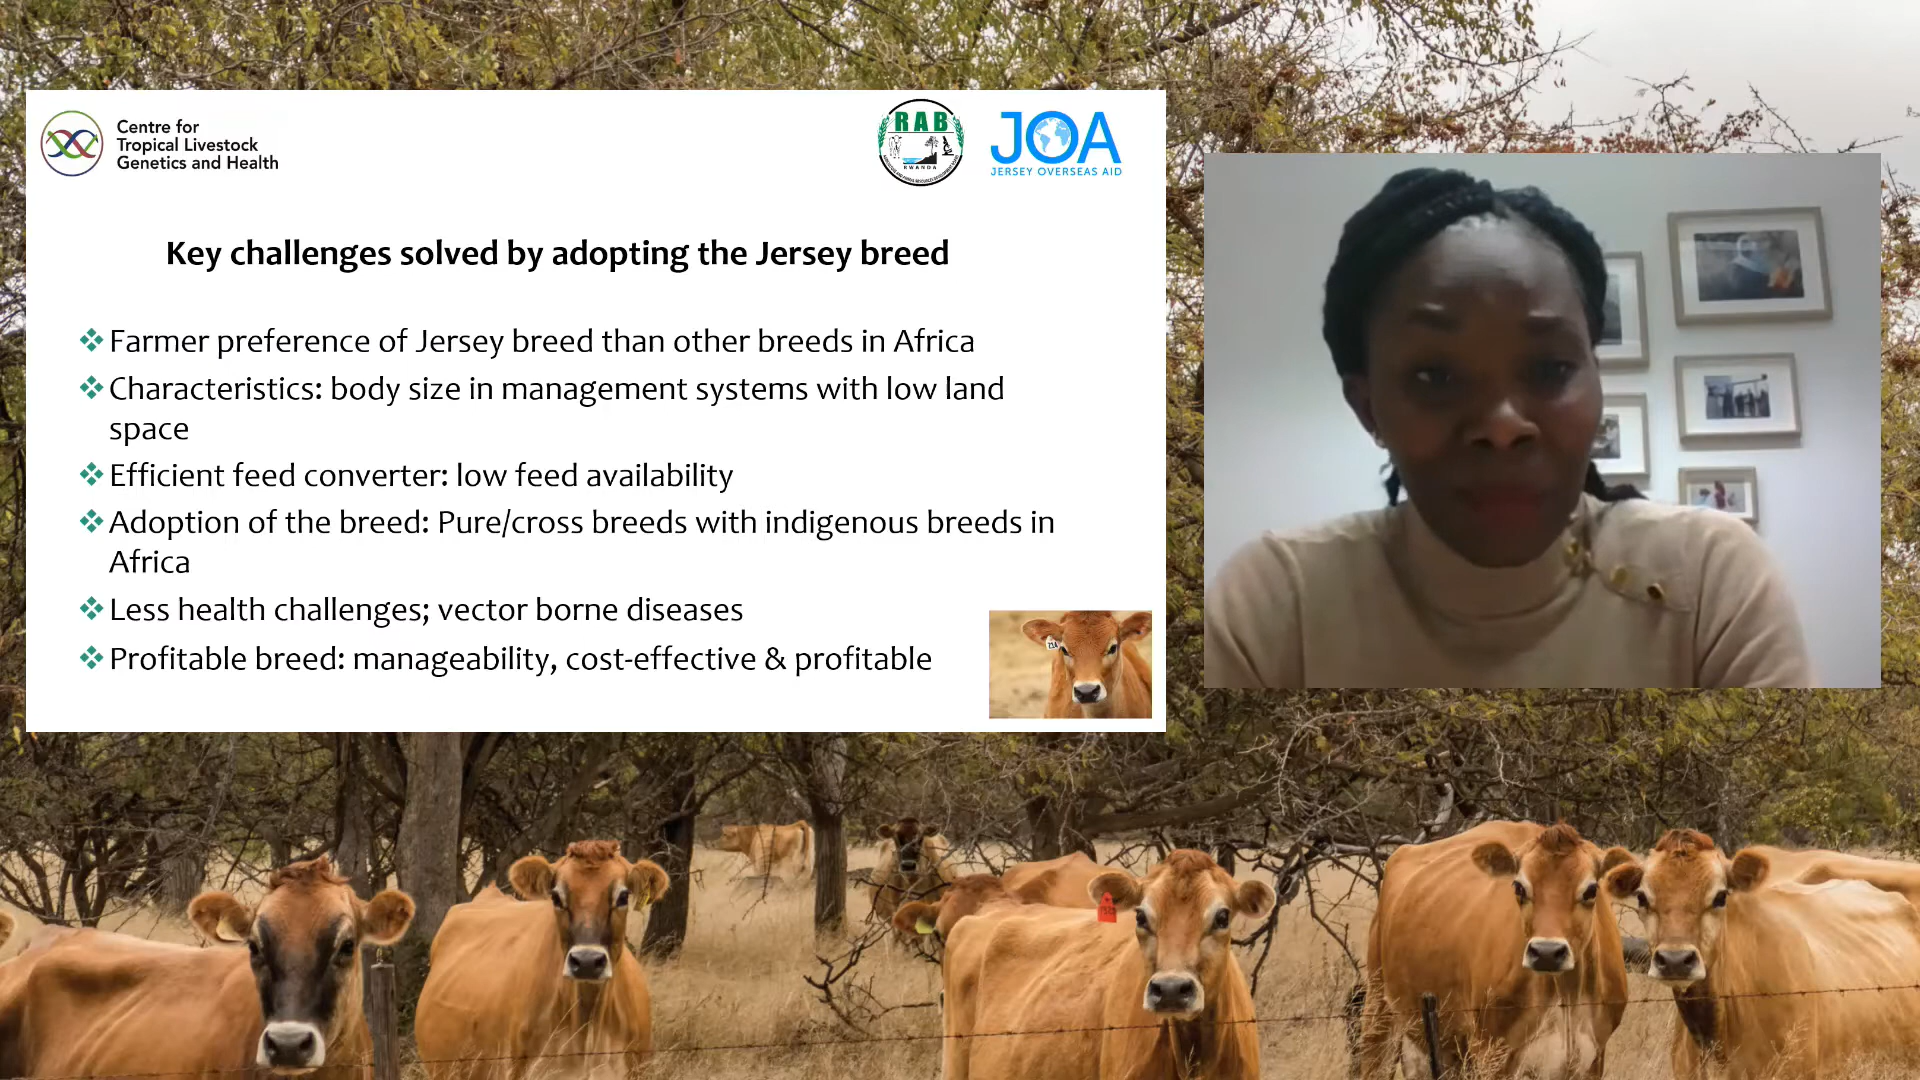 Centre for
Tropical Livestock
Genetics and Health
RAB
RWANDA
JOA
JERSEY OVERSEAS AID
Key challenges solved by adopting the Jersey breed
Farmer preference of Jersey breed than other breeds in Africa
Characteristics: body size in management systems with low land
space
Efficient feed converter: low feed availability
Adoption of the breed: Pure/cross breeds with indigenous breeds in
Africa
Less health challenges; vector borne diseases
Profitable breed: manageability, cost-effective & profitable